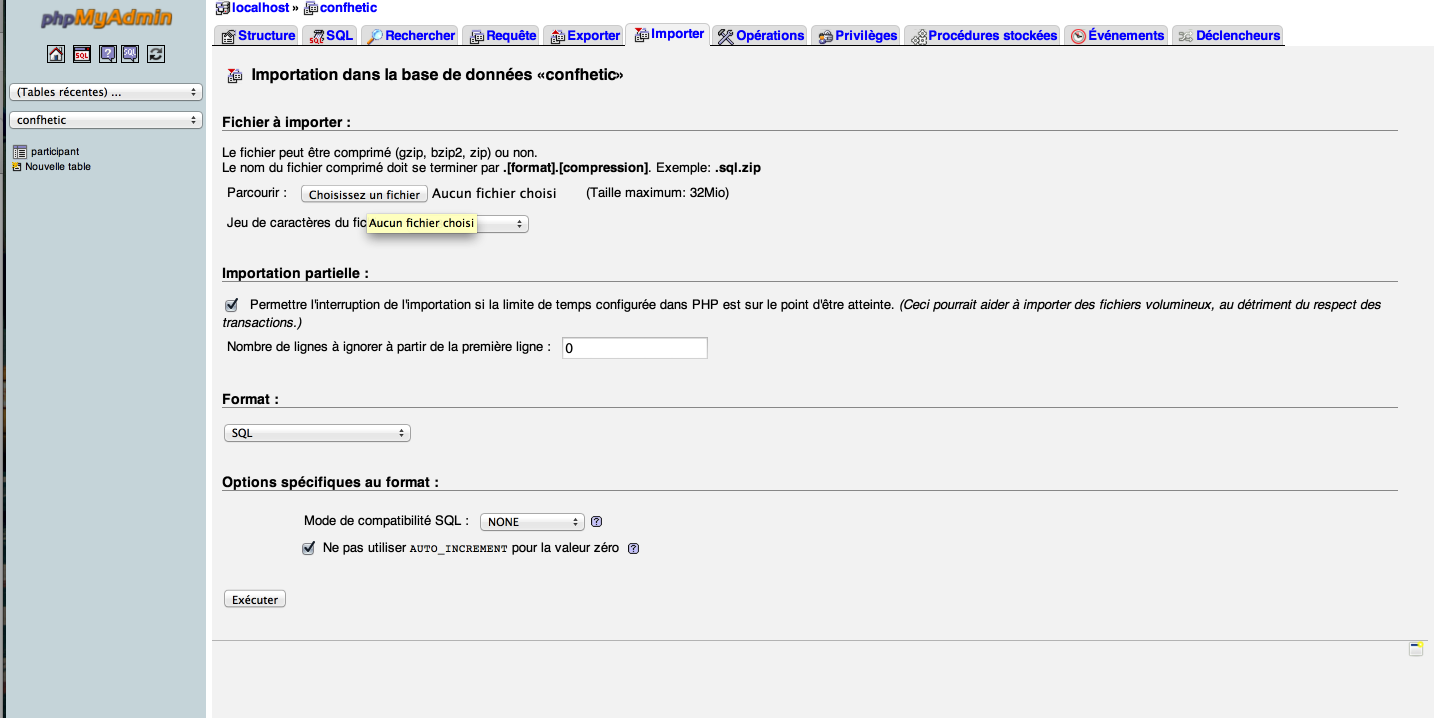 phpMyAdmin
localhost » confhetic
Structure SQL Rechercher Requête Exporter Importer Opérations Privilèges Procédures stockées Événements Déclencheurs
SQL ? SQL
(Tables récentes) ...
confhetic
participant
Nouvelle table
Importation dans la base de données «confhetic»
Fichier à importer :
Le fichier peut être comprimé (gzip, bzip2, zip) ou non.
Le nom du fichier comprimé doit se terminer par .[format].[compression]. Exemple: .sql.zip
Parcourir : Choisissez un fichier Aucun fichier choisi (Taille maximum: 32Mio)
Jeu de caractères du fic
Aucun fichier choisi
Importation partielle :
Permettre l'interruption de l'importation si la limite de temps configurée dans PHP est sur le point d'être atteinte. (Ceci pourrait aider à importer des fichiers volumineux, au détriment du respect des
transactions.)
Nombre de lignes à ignorer à partir de la première ligne : 0
Format :
SQL
Options spécifiques au format :
Mode de compatibilité SQL : NONE ?
Ne pas utiliser AUTO_INCREMENT pour la valeur zéro ?
Exécuter